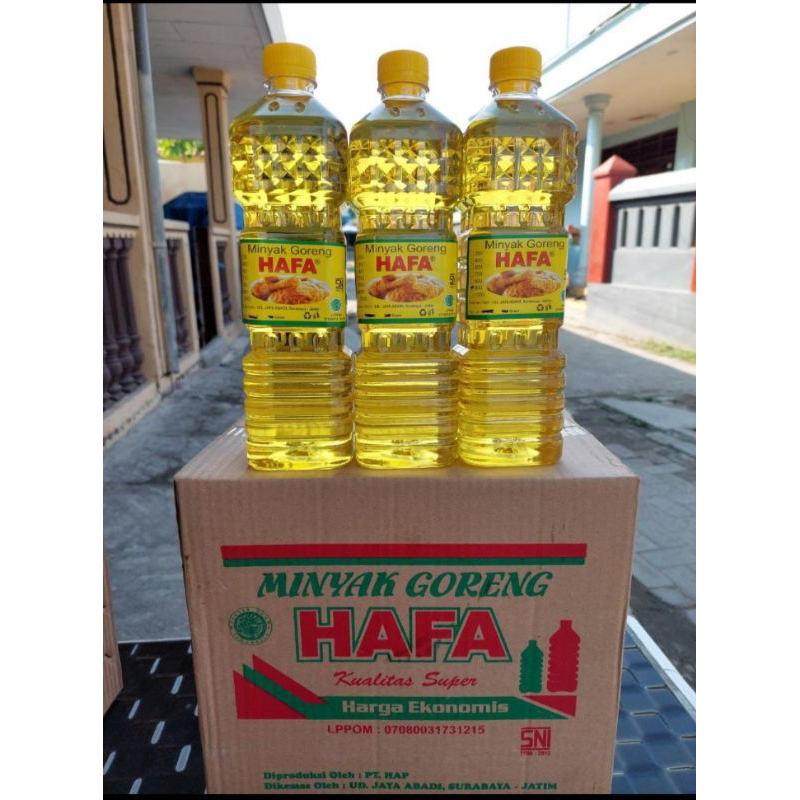 Minyak Goreng
HAFA®
SNI
Minyak Goreng
HAFA®
Minyak Goreng
HAFA®
MINYAK GORENG
HAFA
Kualitas Super
Harga Ekonomis
LPPOM : 07080031731215
SNI
Diproduksi Oleh : PT. HAP
Dikemas Oleh : UD. JAYA ABADI, SURABAYA - JATIM